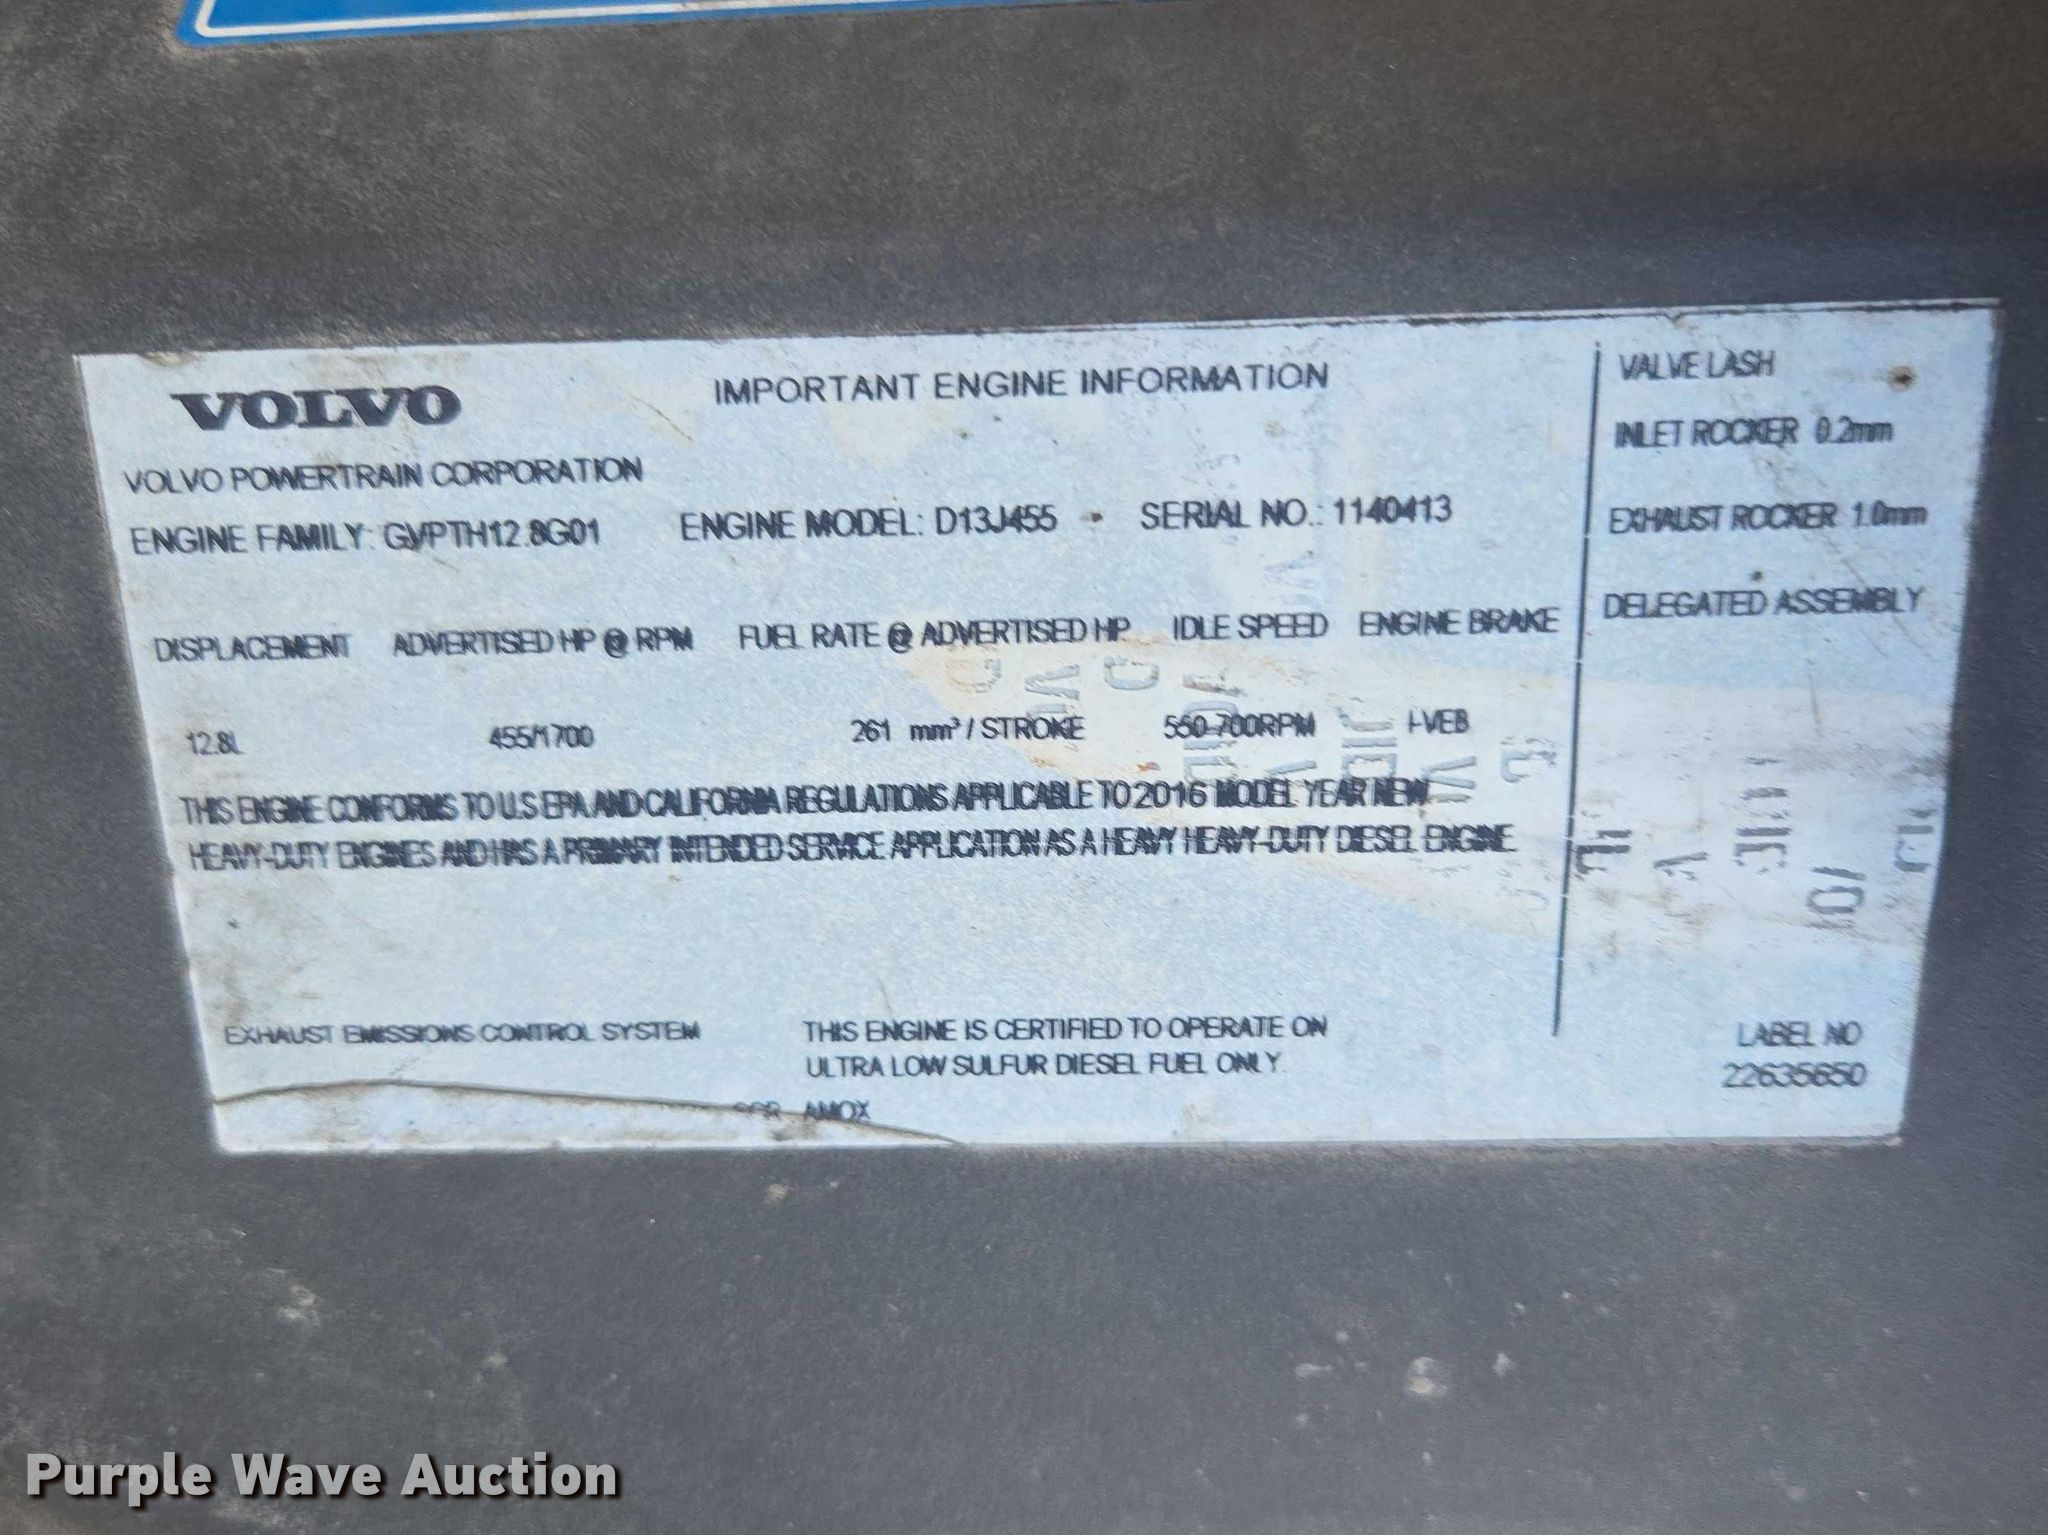 VOLVO
IMPORTANT ENGINE INFORMATION
VOLVO POWERTRAIN CORPORATION
ENGINE FAMILY: GVPTH12.8G01 ENGINE MODEL: D13J455 SERIAL NO.: 1140413
DISPLACEMENT ADVERTISED HP @ RPM FUEL RATE @ ADVERTISED HP IDLE SPEED ENGINE BRAKE
12.8L 455/1700 261 mm³ / STROKE 550-700RPM I-VEB
THIS ENGINE CONFORMS TO U.S EPA AND CALIFORNIA REGULATIONS APPLICABLE TO 2016 MODEL YEAR NEW
HEAVY-DUTY ENGINES AND HAS A PRIMARY INTENDED SERVICE APPLICATION AS A HEAVY HEAVY-DUTY DIESEL ENGINE
EXHAUST EMISSIONS CONTROL SYSTEM
AMOX
THIS ENGINE IS CERTIFIED TO OPERATE ON
ULTRA LOW SULFUR DIESEL FUEL ONLY
VALVE LASH
INLET ROCKER 0.2mm
EXHAUST ROCKER 1.0mm
DELEGATED ASSEMBLY
LABEL NO
22635650
Purple Wave Auction